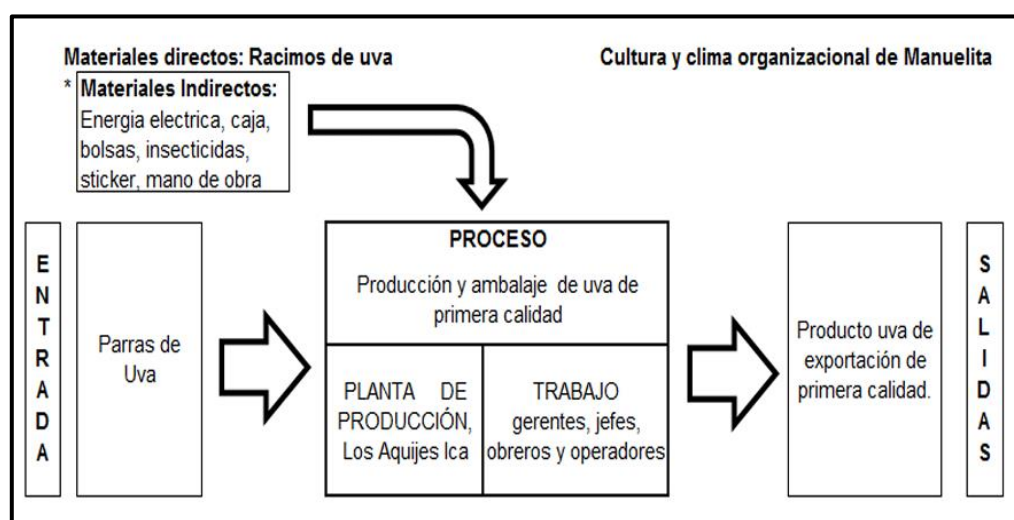 Materiales directos: Racimos de uva
Cultura y clima organizacional de Manuelita
* Materiales Indirectos:
Energia electrica, caja,
bolsas, insecticidas,
sticker, mano de obra
ENTRADA
Parras de
Uva
PROCESO
Producción y ambalaje de uva de
primera calidad
PLANTA DE
PRODUCCIÓN,
Los Aquijes Ica
TRABAJO
gerentes, jefes,
obreros y operadores
Producto uva de
exportación de
primera calidad.
SALIDAS